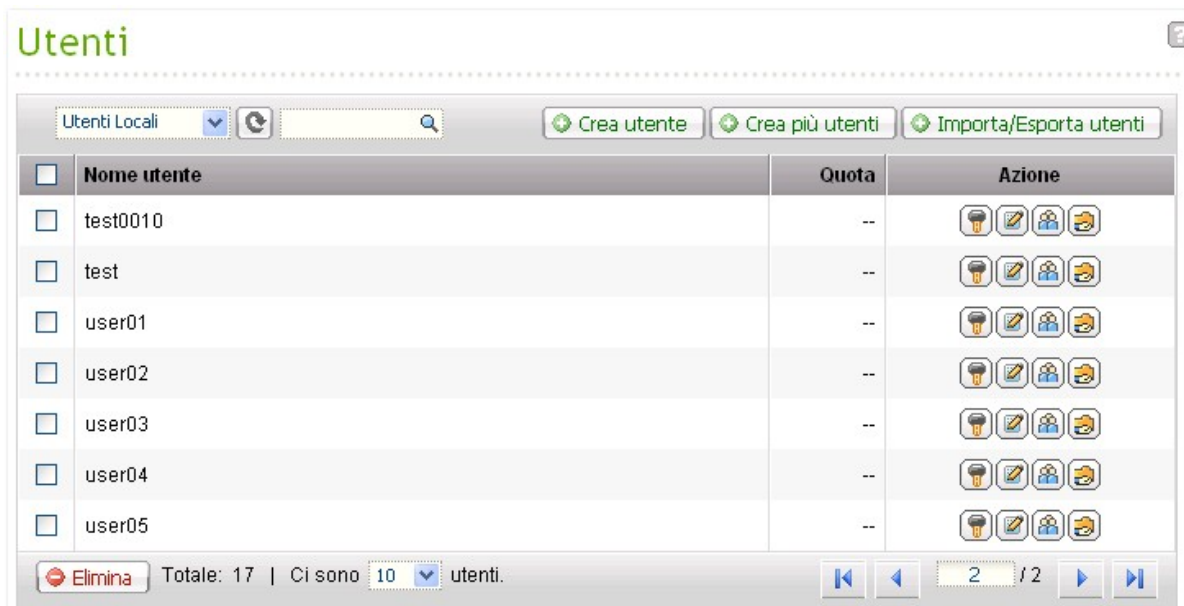 Utenti
Utenti Locali Crea utente Crea più utenti Importa/Esporta utenti
Nome utente Quota Azione
test0010 --
test --
user01 --
user02 --
user03 --
user04 --
user05 --
Elimina Totale: 17 | Ci sono 10 utenti. 2 / 2